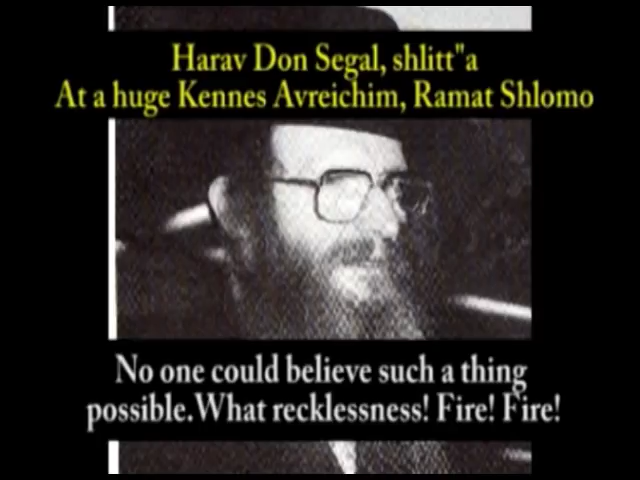 Harav Don Segal, shlitt"a
At a huge Kennes Avreichim, Ramat Shlomo
No one could believe such a thing
possible.What recklessness! Fire! Fire!